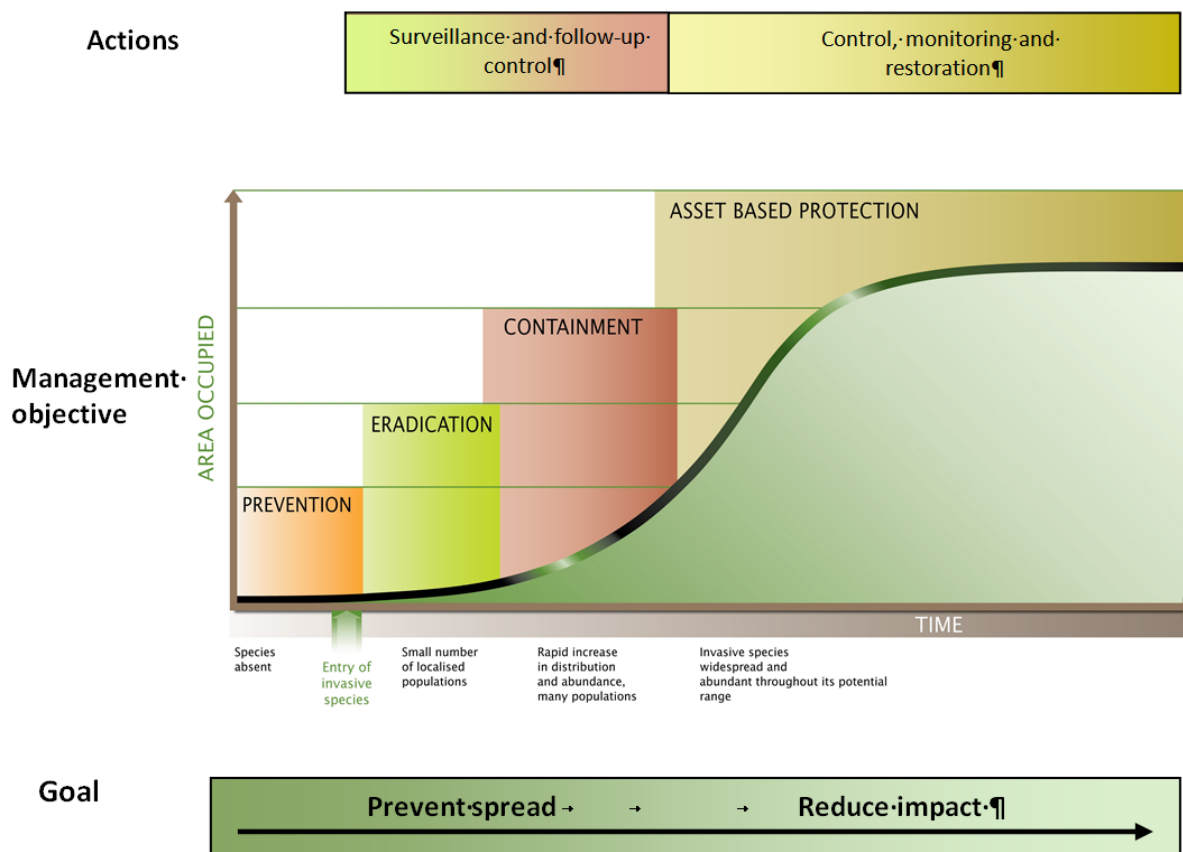 Actions
Surveillance·and·follow-up·
control¶
Control,·monitoring·and·
restoration¶
Management·
objective
AREA OCCUPIED
ASSET BASED PROTECTION
CONTAINMENT
ERADICATION
PREVENTION
TIME
Species
absent
Entry of
invasive
species
Small number
of localised
populations
Rapid increase
in distribution
and abundance,
many populations
Invasive species
widespread and
abundant throughout its potential
range
Goal
Prevent·spread → → → Reduce·impact·¶